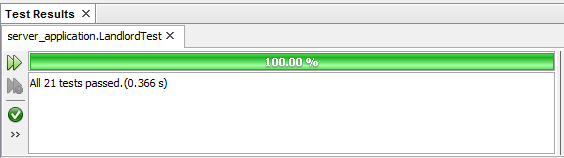 Test Results
server_application.LandlordTest
100.00 %
All 21 tests passed.(0.366 s)